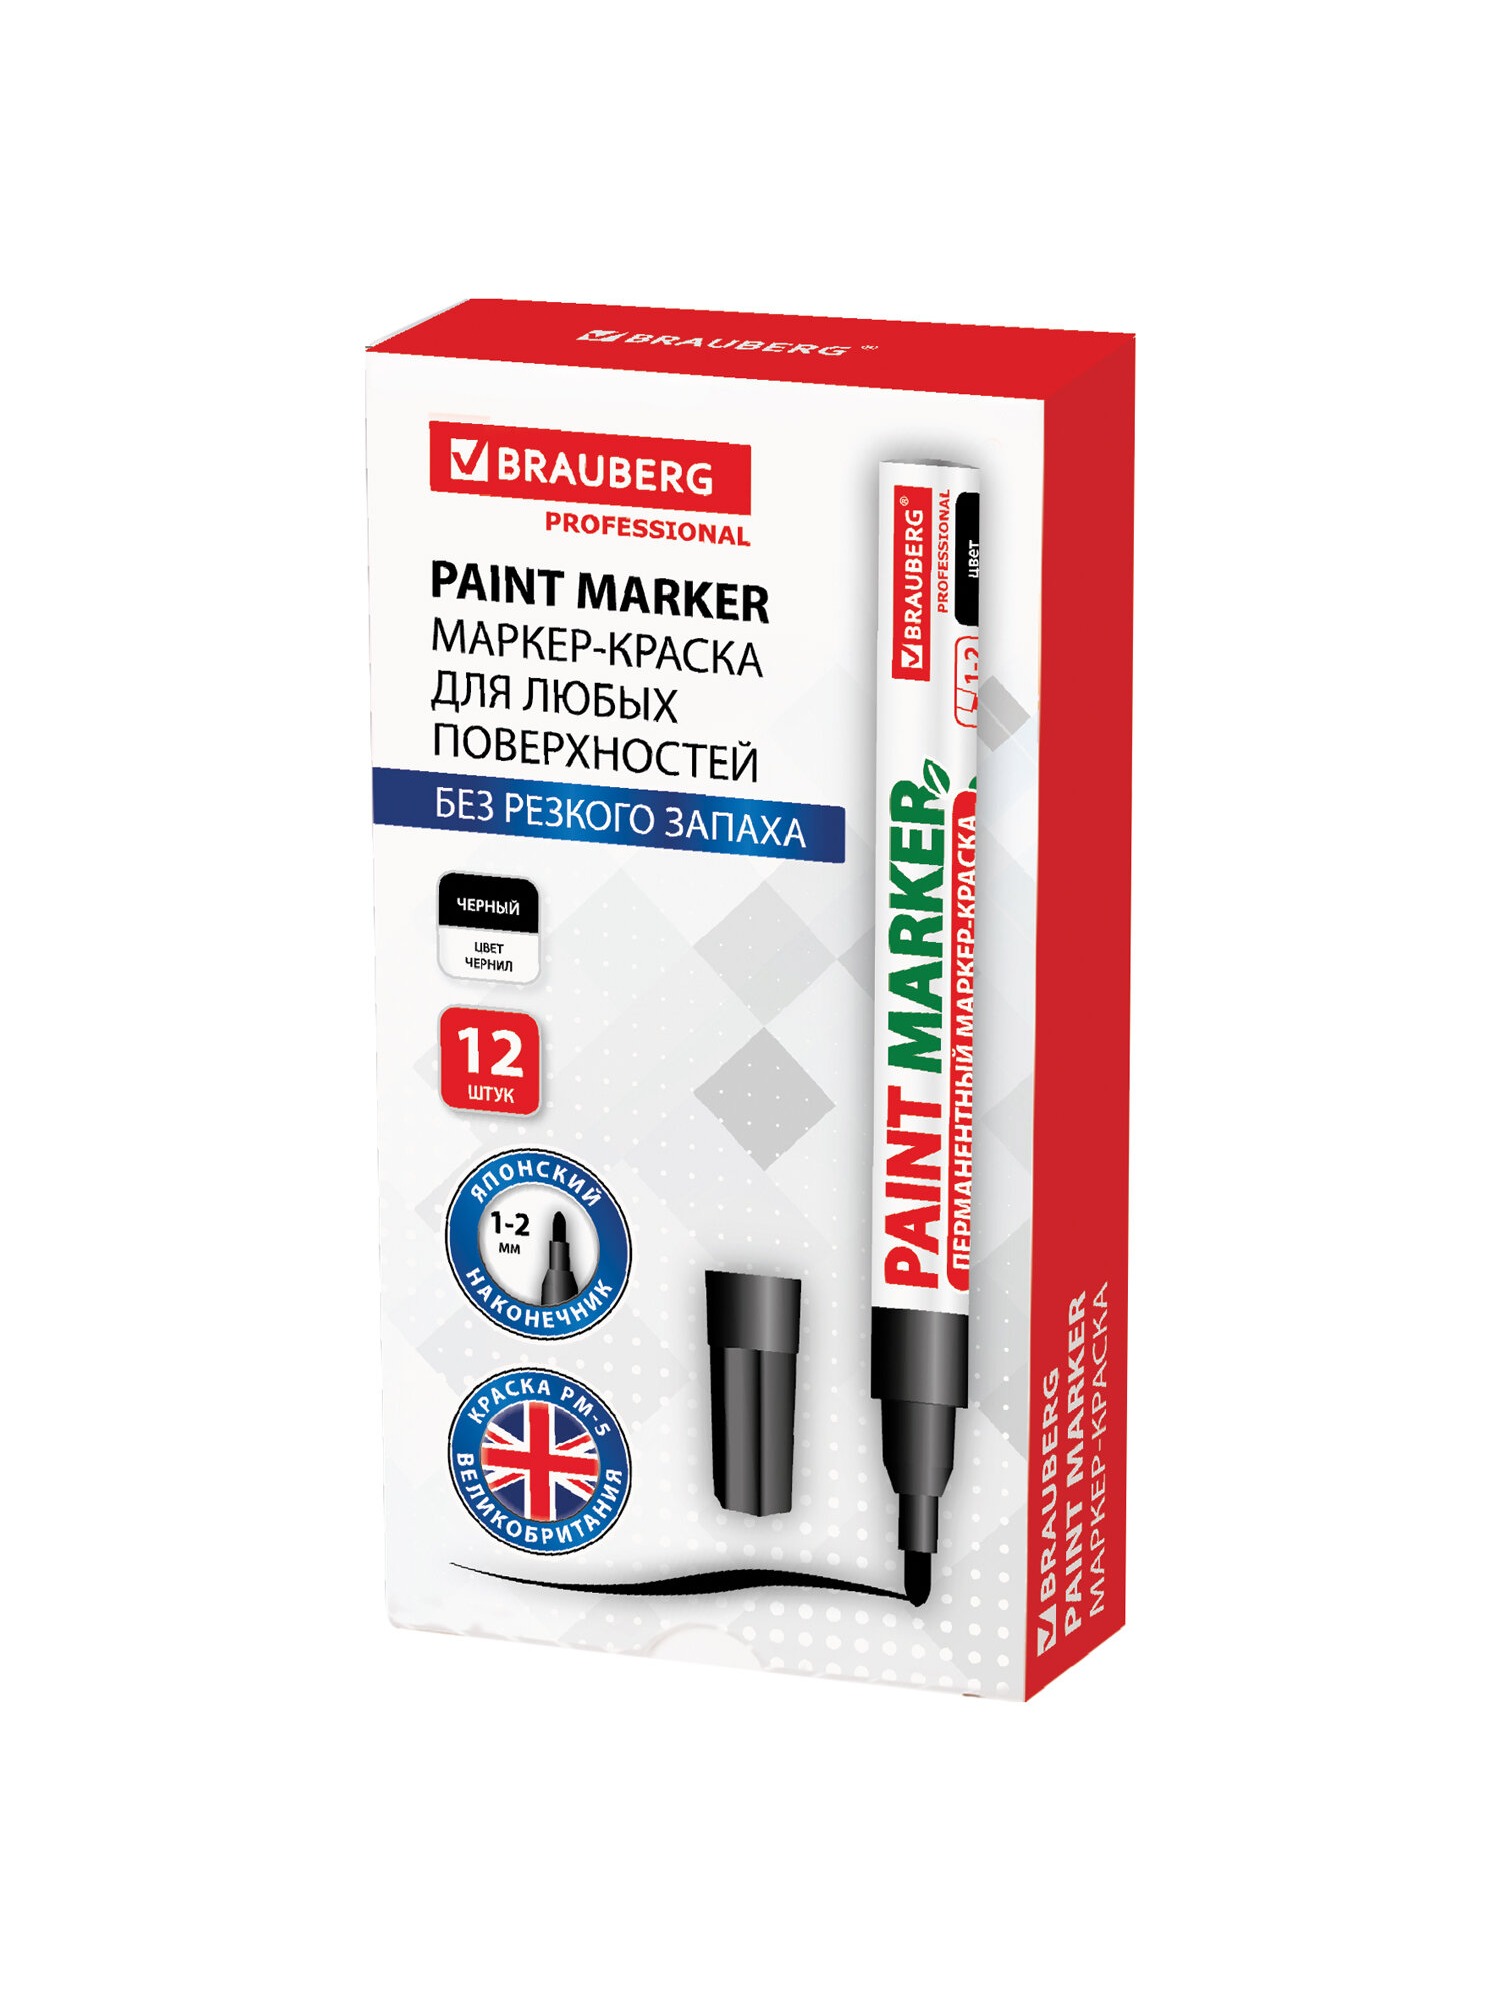 BRAUBERG®
BRAUBERG
PROFESSIONAL
PAINT MARKER
МАРКЕР-КРАСКА
ДЛЯ ЛЮБЫХ
ПОВЕРХНОСТЕЙ
БЕЗ РЕЗКОГО ЗАПАХА
ЧЕРНЫЙ
ЦВЕТ
ЧЕРНИЛ
12
ШТУК
ЯПОНСКИЙ
1-2
мм
НАКОНЕЧНИК
КРАСКА PM-5
ВЕЛИКОБРИТАНИЯ
BRAUBERG®
PROFESSIONAL
цвет
1-2
PAINT MARKER
ПЕРМАНЕНТНЫЙ МАРКЕР-КРАСКА
BRAUBERG
PAINT MARKER
МАРКЕР-КРАСКА